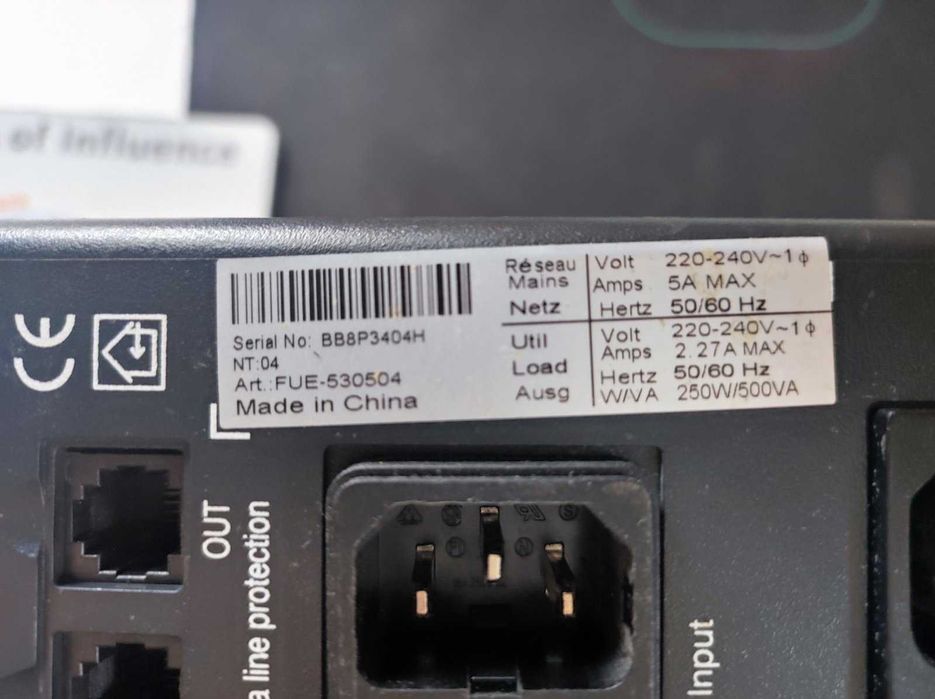 of Influence
CE
Serial No: BB8P3404H
NT:04
Art.:FUE-530504
Made in China
Réseau
Mains
Netz
Volt 220-240V~1ϕ
Amps 5A MAX
Hertz 50/60 Hz
Util
Load
Ausg
Volt 220-240V~1ϕ
Amps 2.27A MAX
Hertz 50/60 Hz
W/VA 250W/500VA
OUT
a line protection
Input